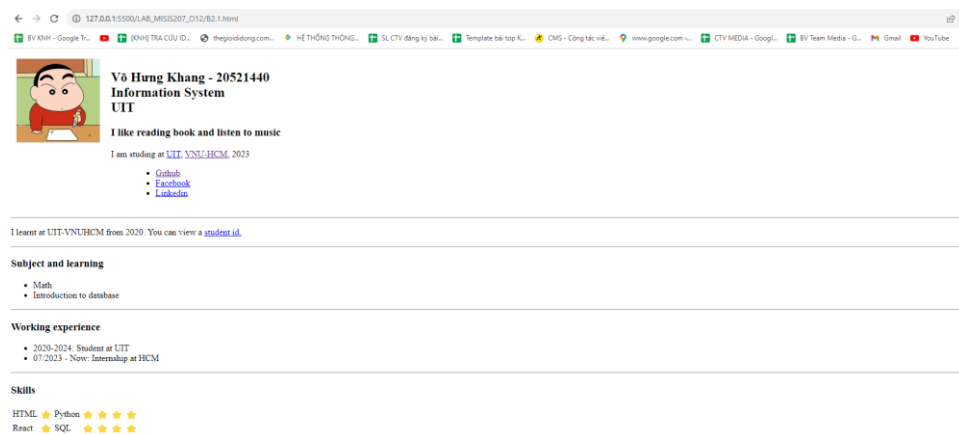 127.0.0.1:5500/LAB_MISIS207_O12/B2.1.html
BV KNH - Google Tr... [KNH] TRA CỨU ID... thegioididong.com... HỆ THỐNG THÔNG... SL CTV đăng ký bài... Template bài top K... CMS - Cộng tác viê... www.google.com ›... CTV MEDIA - Googl... BV Team Media - G... Gmail YouTube
Võ Hưng Khang - 20521440
Information System
UIT
I like reading book and listen to music
I am studing at UIT, VNU-HCM, 2023
Github
Facebook
Linkedin
I learnt at UIT-VNUHCM from 2020. You can view a student id.
Subject and learning
Math
Introduction to database
Working experience
2020-2024: Student at UIT
07/2023 - Now: Internship at HCM
Skills
HTML Python
React SQL